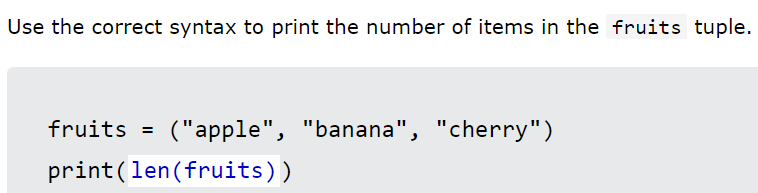 Use the correct syntax to print the number of items in the fruits tuple.
fruits = ("apple", "banana", "cherry")
print(len(fruits))